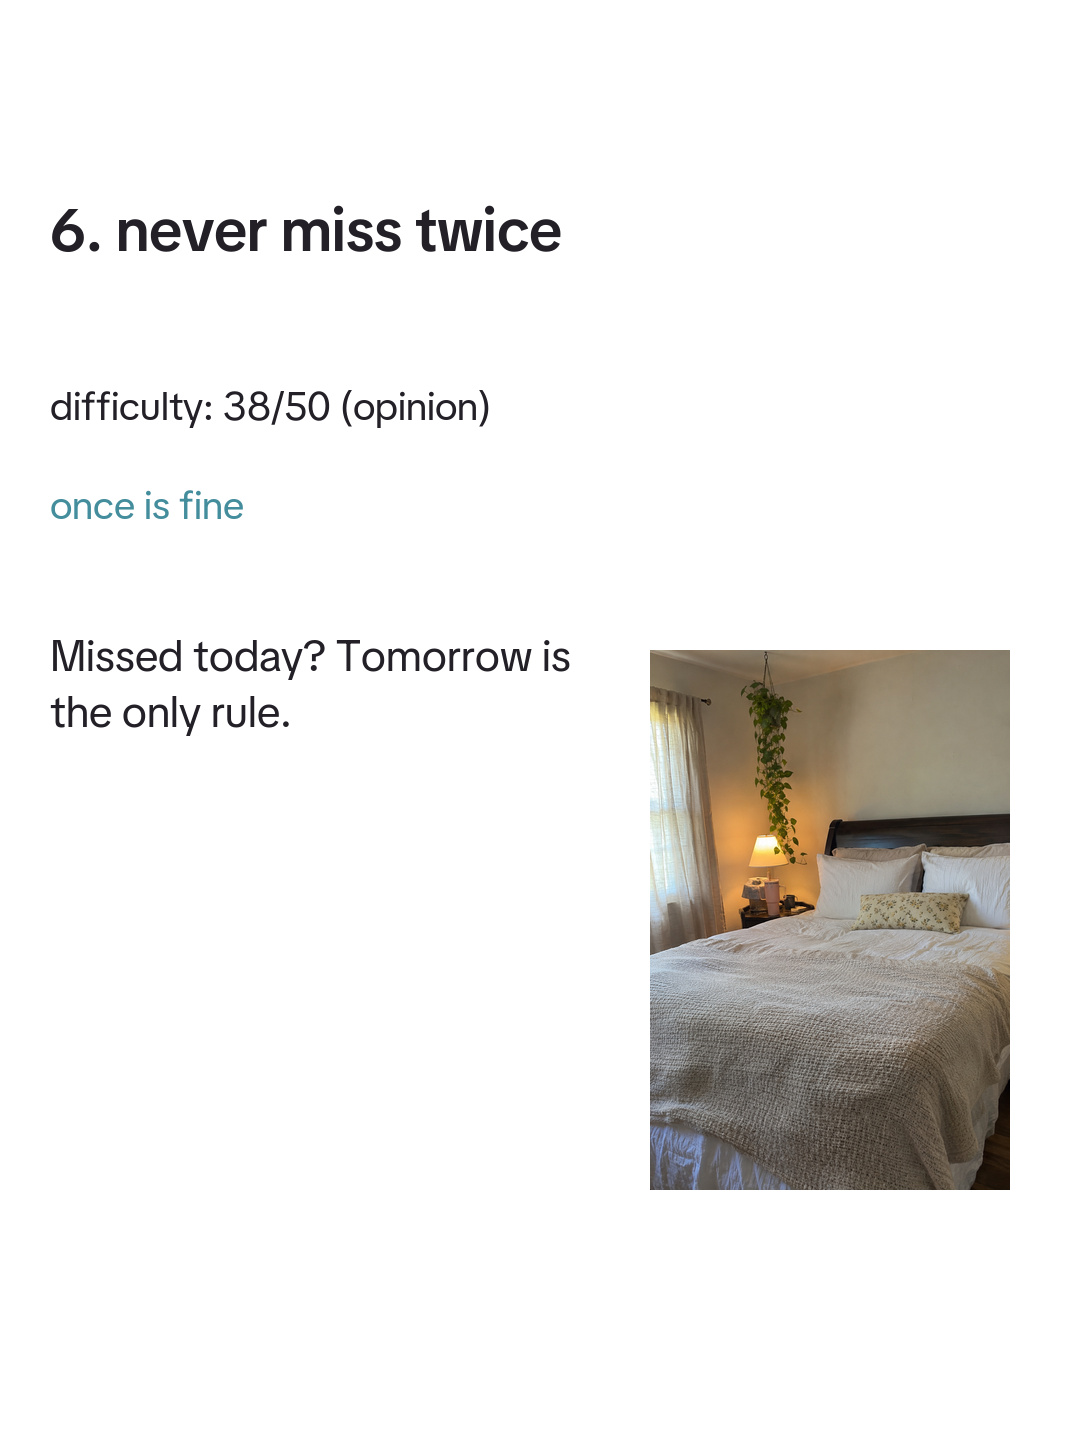 6. never miss twice
difficulty: 38/50 (opinion)
once is fine
Missed today? Tomorrow is
the only rule.